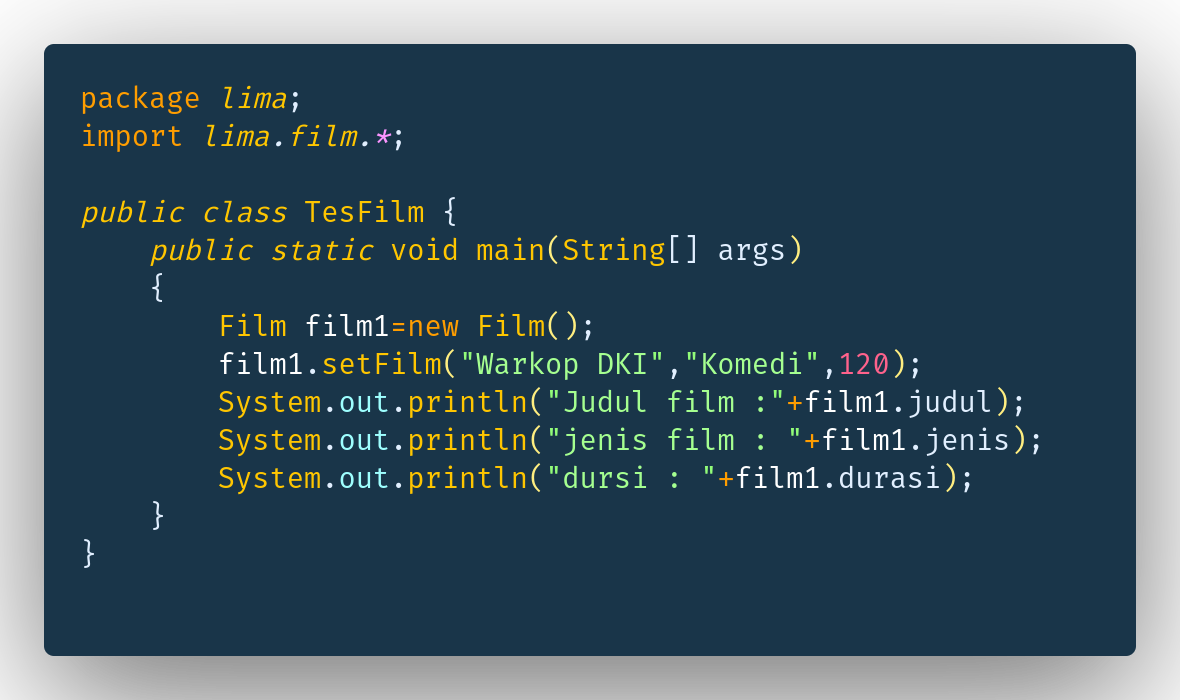 package lima;
import lima.film.*;

public class TesFilm {
    public static void main(String[] args)
    {
        Film film1=new Film();
        film1.setFilm("Warkop DKI","Komedi",120);
        System.out.println("Judul film :"+film1.judul);
        System.out.println("jenis film : "+film1.jenis);
        System.out.println("dursi : "+film1.durasi);
    }
}